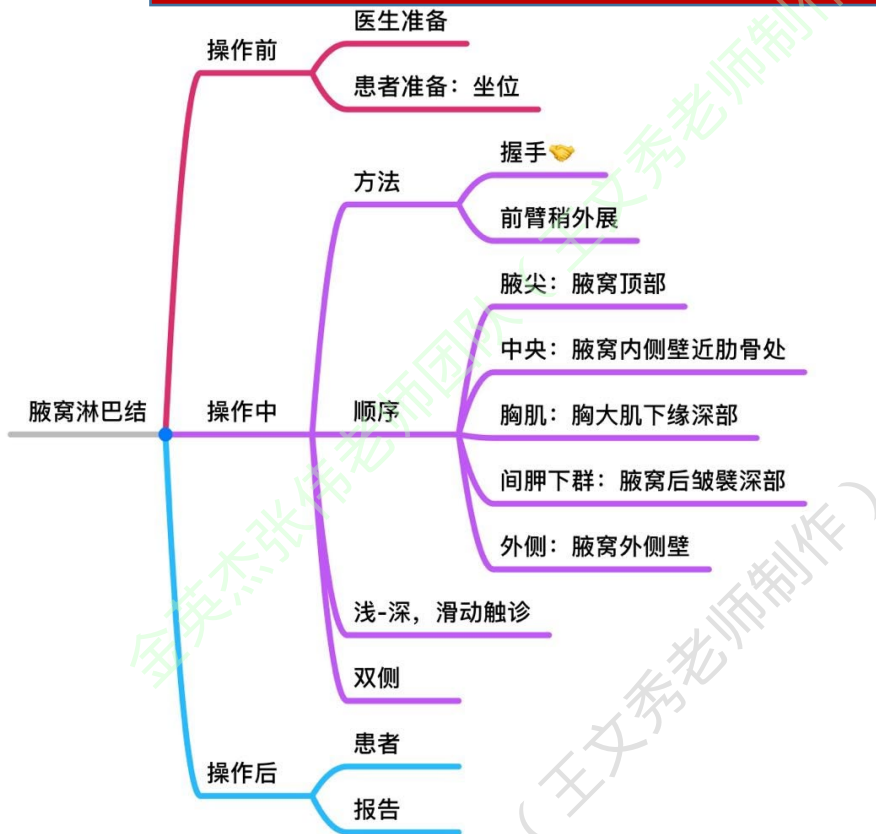 医生准备
操作前
患者准备：坐位
握手🤝
方法
前臂稍外展
腋尖：腋窝顶部
中央：腋窝内侧壁近肋骨处
腋窝淋巴结
操作中
顺序
胸肌：胸大肌下缘深部
间胛下群：腋窝后皱襞深部
外侧：腋窝外侧壁
浅-深，滑动触诊
双侧
患者
操作后
报告
金英杰张伟老师团队（王文秀老师制作
（王文秀老师制作）